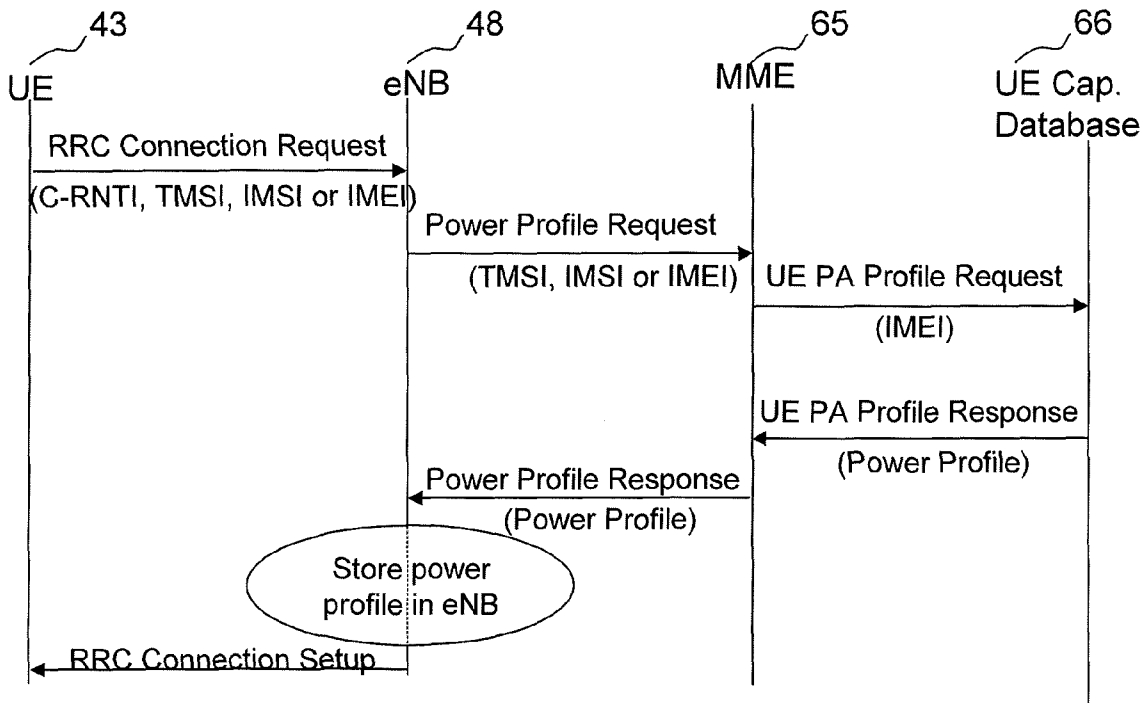 43
48
65
66
UE
eNB
MME
UE Cap.
Database
RRC Connection Request
(C-RNTI, TMSI, IMSI or IMEI)
Power Profile Request
(TMSI, IMSI or IMEI)
UE PA Profile Request
(IMEI)
UE PA Profile Response
(Power Profile)
Power Profile Response
(Power Profile)
Store power
profile in eNB
RRC Connection Setup